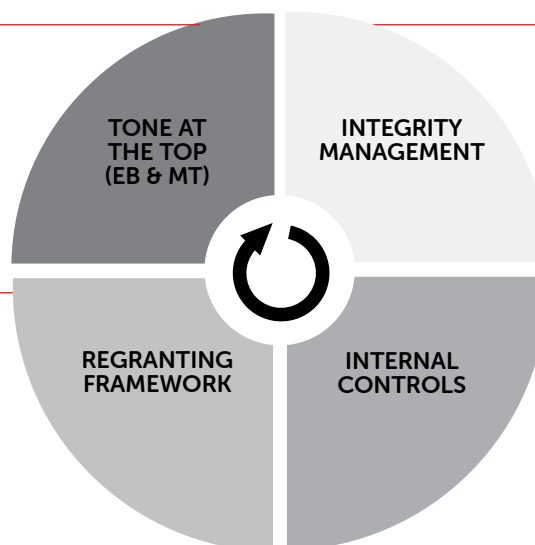 TONE AT
THE TOP
(EB & MT)
INTEGRITY
MANAGEMENT
REGRANTING
FRAMEWORK
INTERNAL
CONTROLS